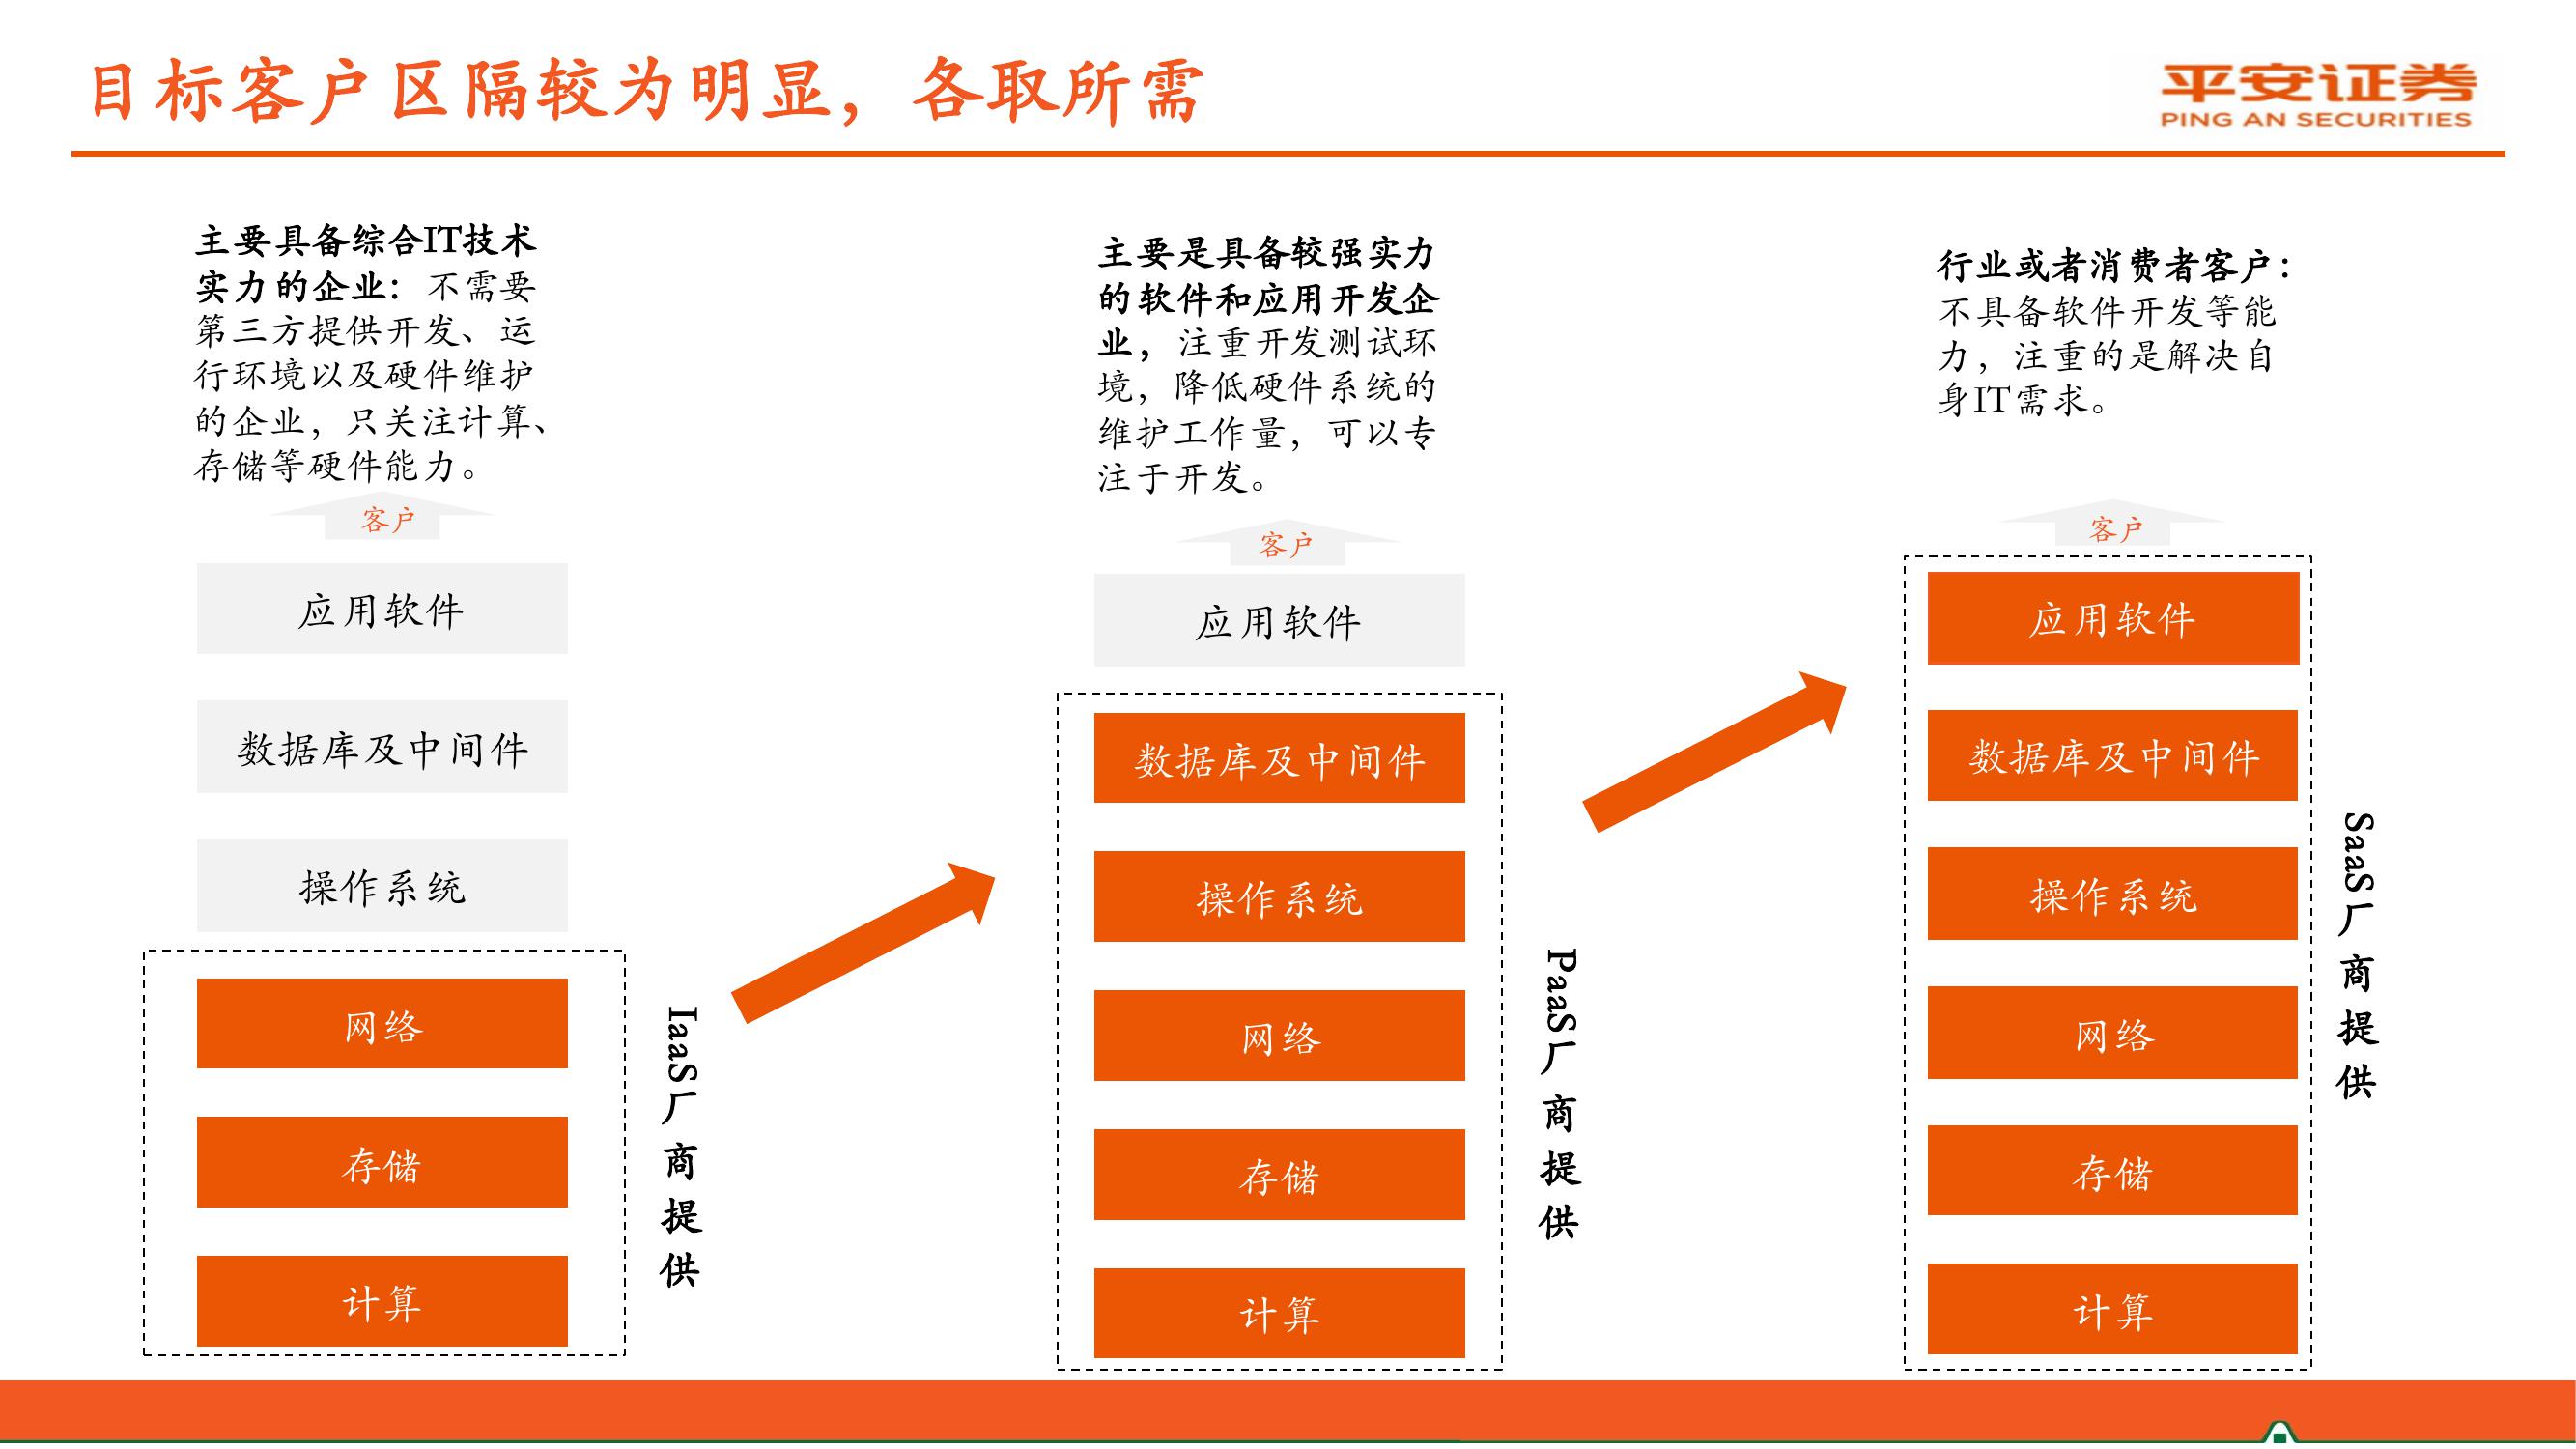 目标客户区隔较为明显，各取所需
平安证券
PING AN SECURITIES
主要具备综合IT技术
实力的企业：不需要
第三方提供开发、运
行环境以及硬件维护
的企业，只关注计算、
存储等硬件能力。
客户
应用软件
数据库及中间件
操作系统
网络
存储
计算
IaaS厂商提供
主要是具备较强实力
的软件和应用开发企
业，注重开发测试环
境，降低硬件系统的
维护工作量，可以专
注于开发。
客户
应用软件
数据库及中间件
操作系统
网络
存储
计算
PaaS厂商提供
行业或者消费者客户：
不具备软件开发等能
力，注重的是解决自
身IT需求。
客户
应用软件
数据库及中间件
操作系统
网络
存储
计算
SaaS厂商提供